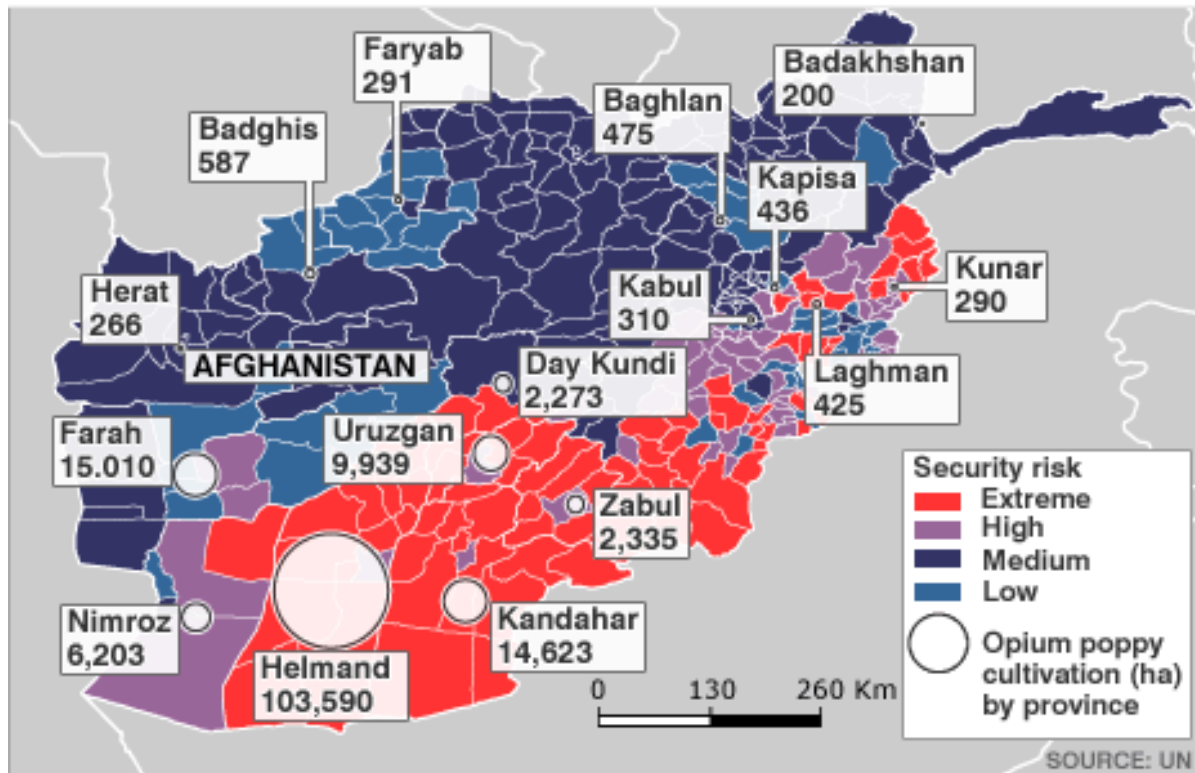 Faryab
291
Badakhshan
200
Baghlan
475
Badghis
587
Kapisa
436
Kunar
290
Herat
266
Kabul
310
AFGHANISTAN
Day Kundi
2,273
Laghman
425
Farah
15.010
Uruzgan
9,939
Zabul
2,335
Nimroz
6,203
Kandahar
14,623
Helmand
103,590
0 130 260 Km
Security risk
Extreme
High
Medium
Low
Opium poppy
cultivation (ha)
by province
SOURCE: UN